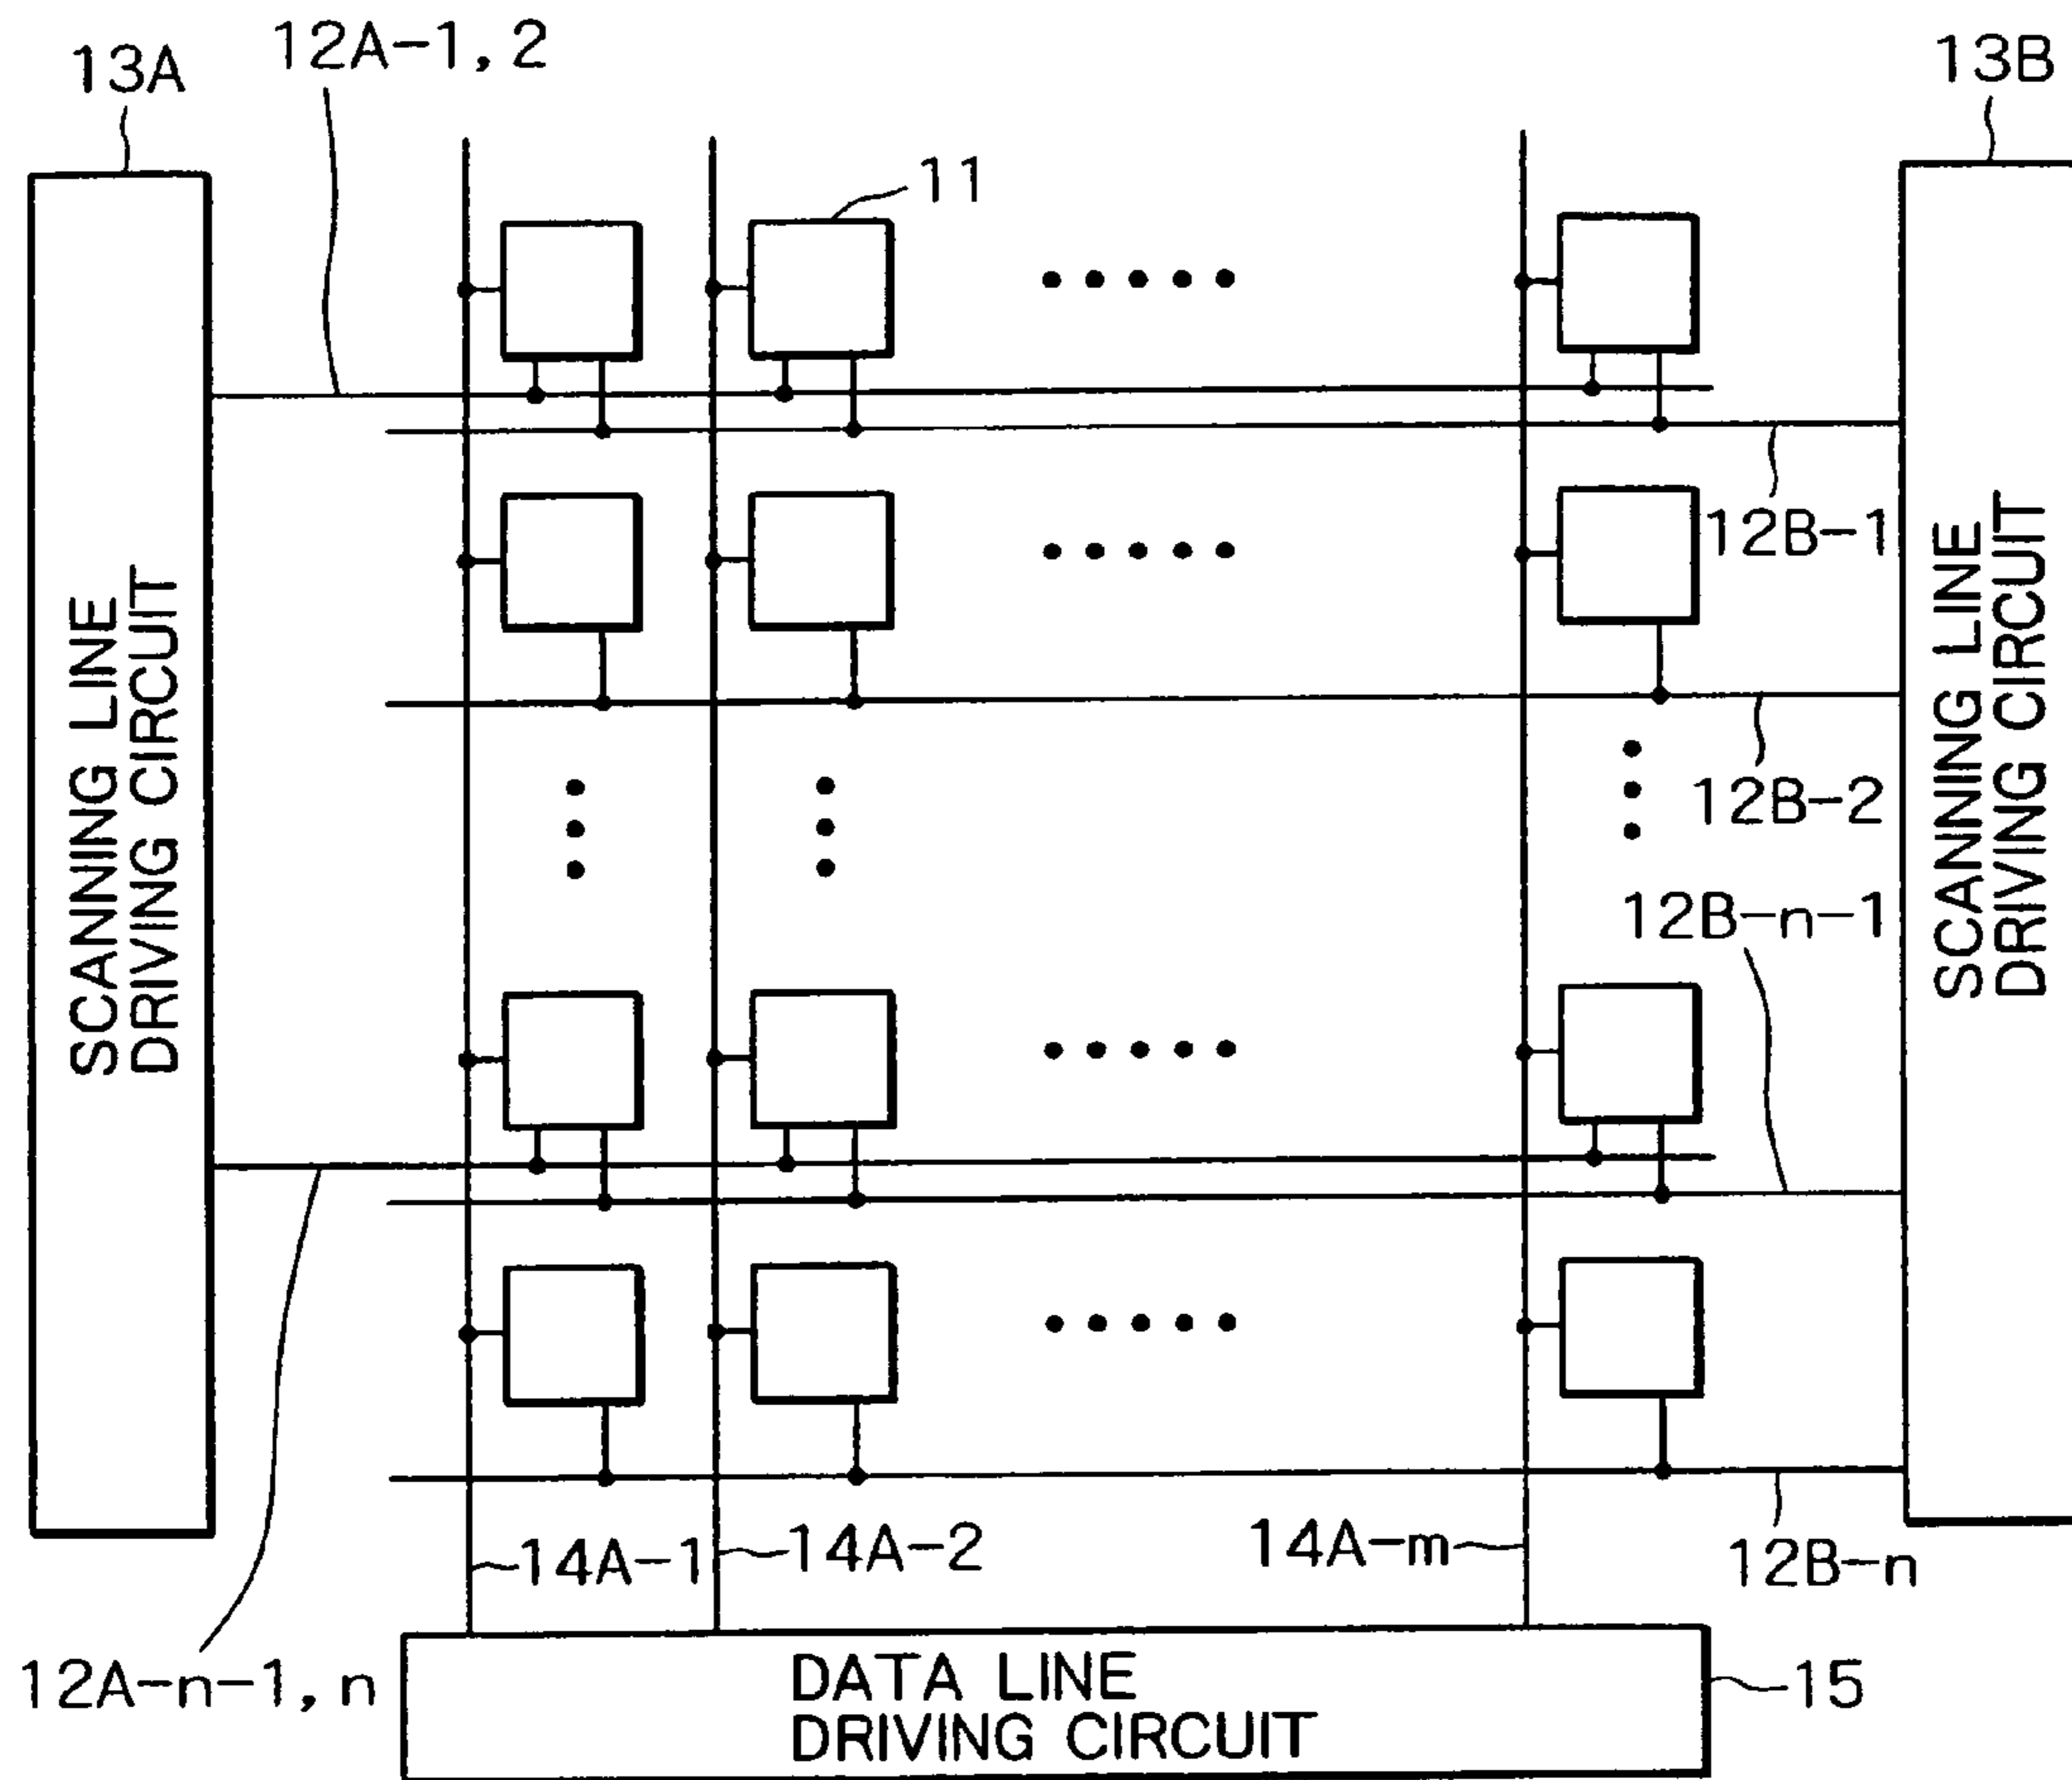 13A
12A-1, 2
13B
11
12B-1
SCANNING LINE
DRIVING CIRCUIT
SCANNING LINE
DRIVING CIRCUIT
12B-2
12B-n-1
14A-1
14A-2
14A-m
12B-n
12A-n-1, n
DATA LINE
DRIVING CIRCUIT
15